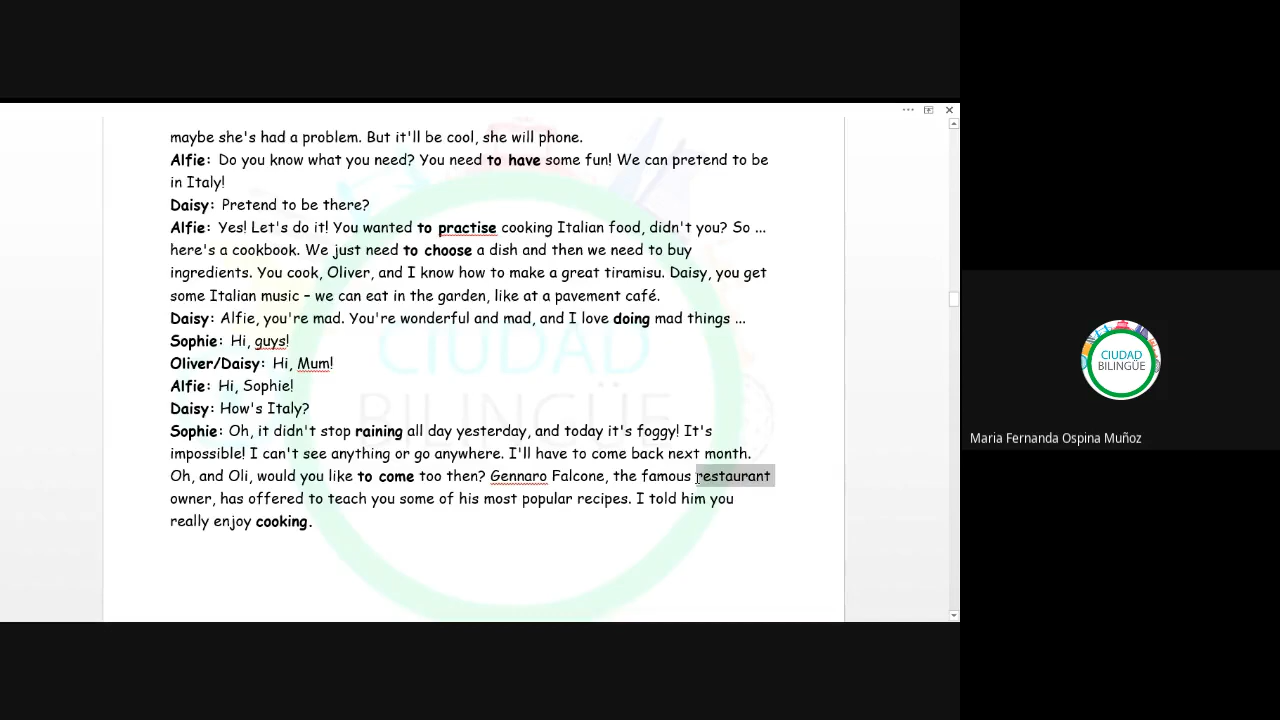 maybe she's had a problem. But it'll be cool, she will phone.
Alfie: Do you know what you need? You need to have some fun! We can pretend to be
in Italy!
Daisy: Pretend to be there?
Alfie: Yes! Let's do it! You wanted to practise cooking Italian food, didn't you? So ...
here's a cookbook. We just need to choose a dish and then we need to buy
ingredients. You cook, Oliver, and I know how to make a great tiramisu. Daisy, you get
some Italian music – we can eat in the garden, like at a pavement café.
Daisy: Alfie, you're mad. You're wonderful and mad, and I love doing mad things ...
Sophie: Hi, guys!
Oliver/Daisy: Hi, Mum!
Alfie: Hi, Sophie!
Daisy: How's Italy?
Sophie: Oh, it didn't stop raining all day yesterday, and today it's foggy! It's
impossible! I can't see anything or go anywhere. I'll have to come back next month.
Oh, and Oli, would you like to come too then? Gennaro Falcone, the famous restaurant
owner, has offered to teach you some of his most popular recipes. I told him you
really enjoy cooking.
CIUDAD
BILINGÜE
CIUDAD
BILINGÜE
Maria Fernanda Ospina Muñoz